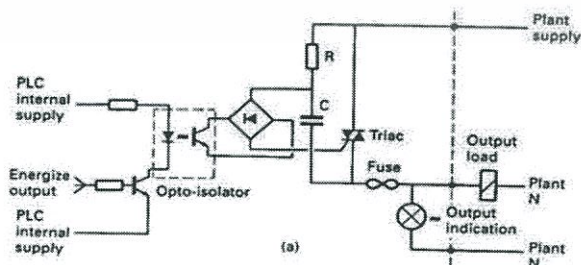 Plant
supply
R
PLC
internal
supply
C
Triac
Output
load
Fuse
Energize
output
Opto-isolator
Plant
N
Output
indication
PLC
internal
supply
(a)
Plant
N